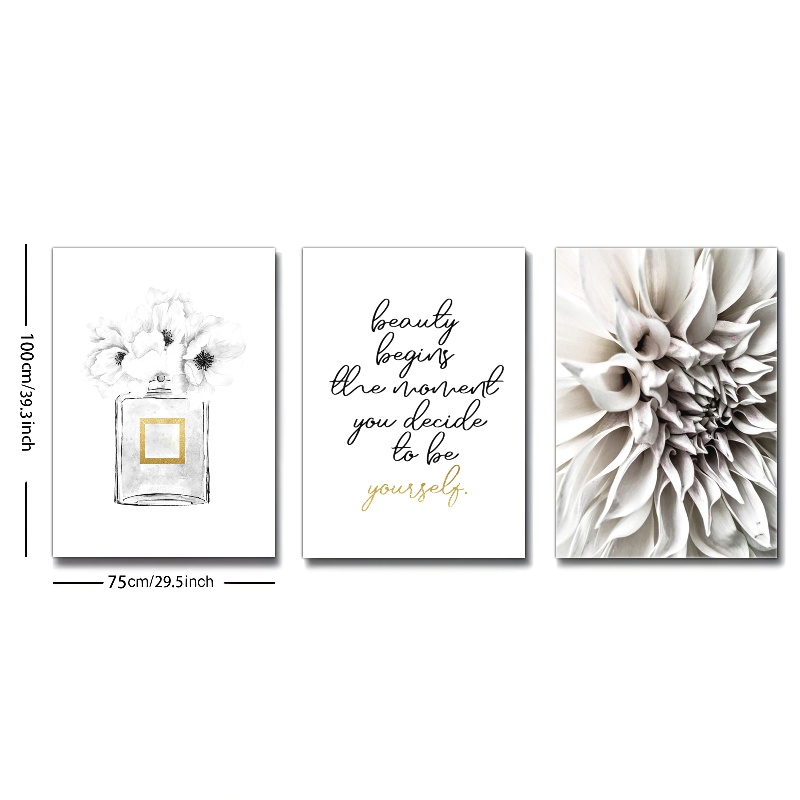 100cm/39.3inch
75cm/29.5inch
beauty
begins
the moment
you decide
to be
yourself.